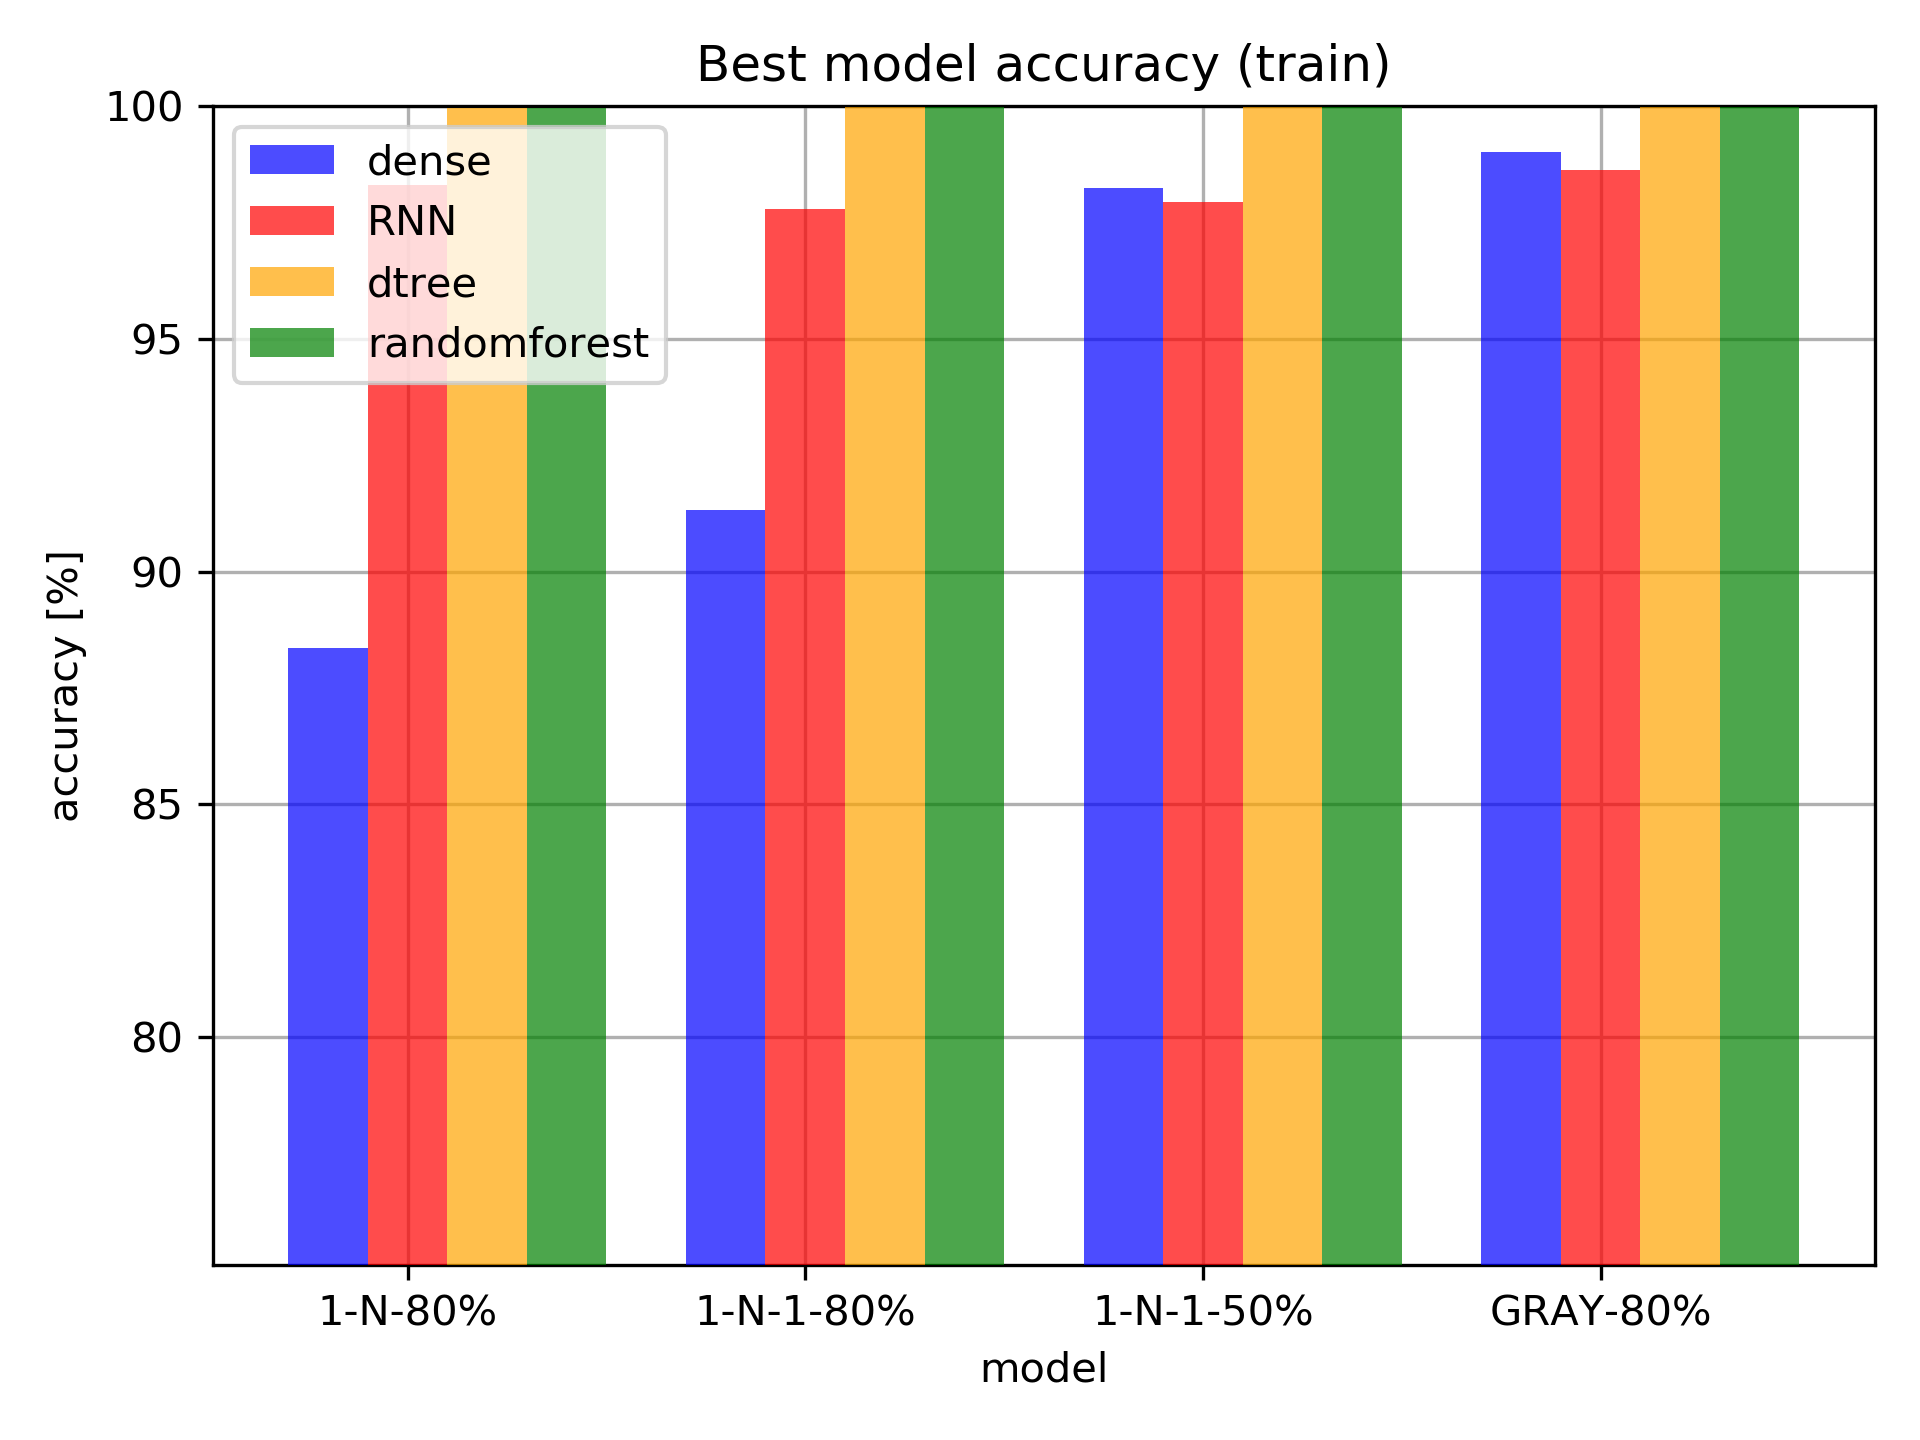 Best model accuracy (train)
100
95
90
85
80
accuracy [%]
dense
RNN
dtree
randomforest
1-N-80%
1-N-1-80%
1-N-1-50%
GRAY-80%
model